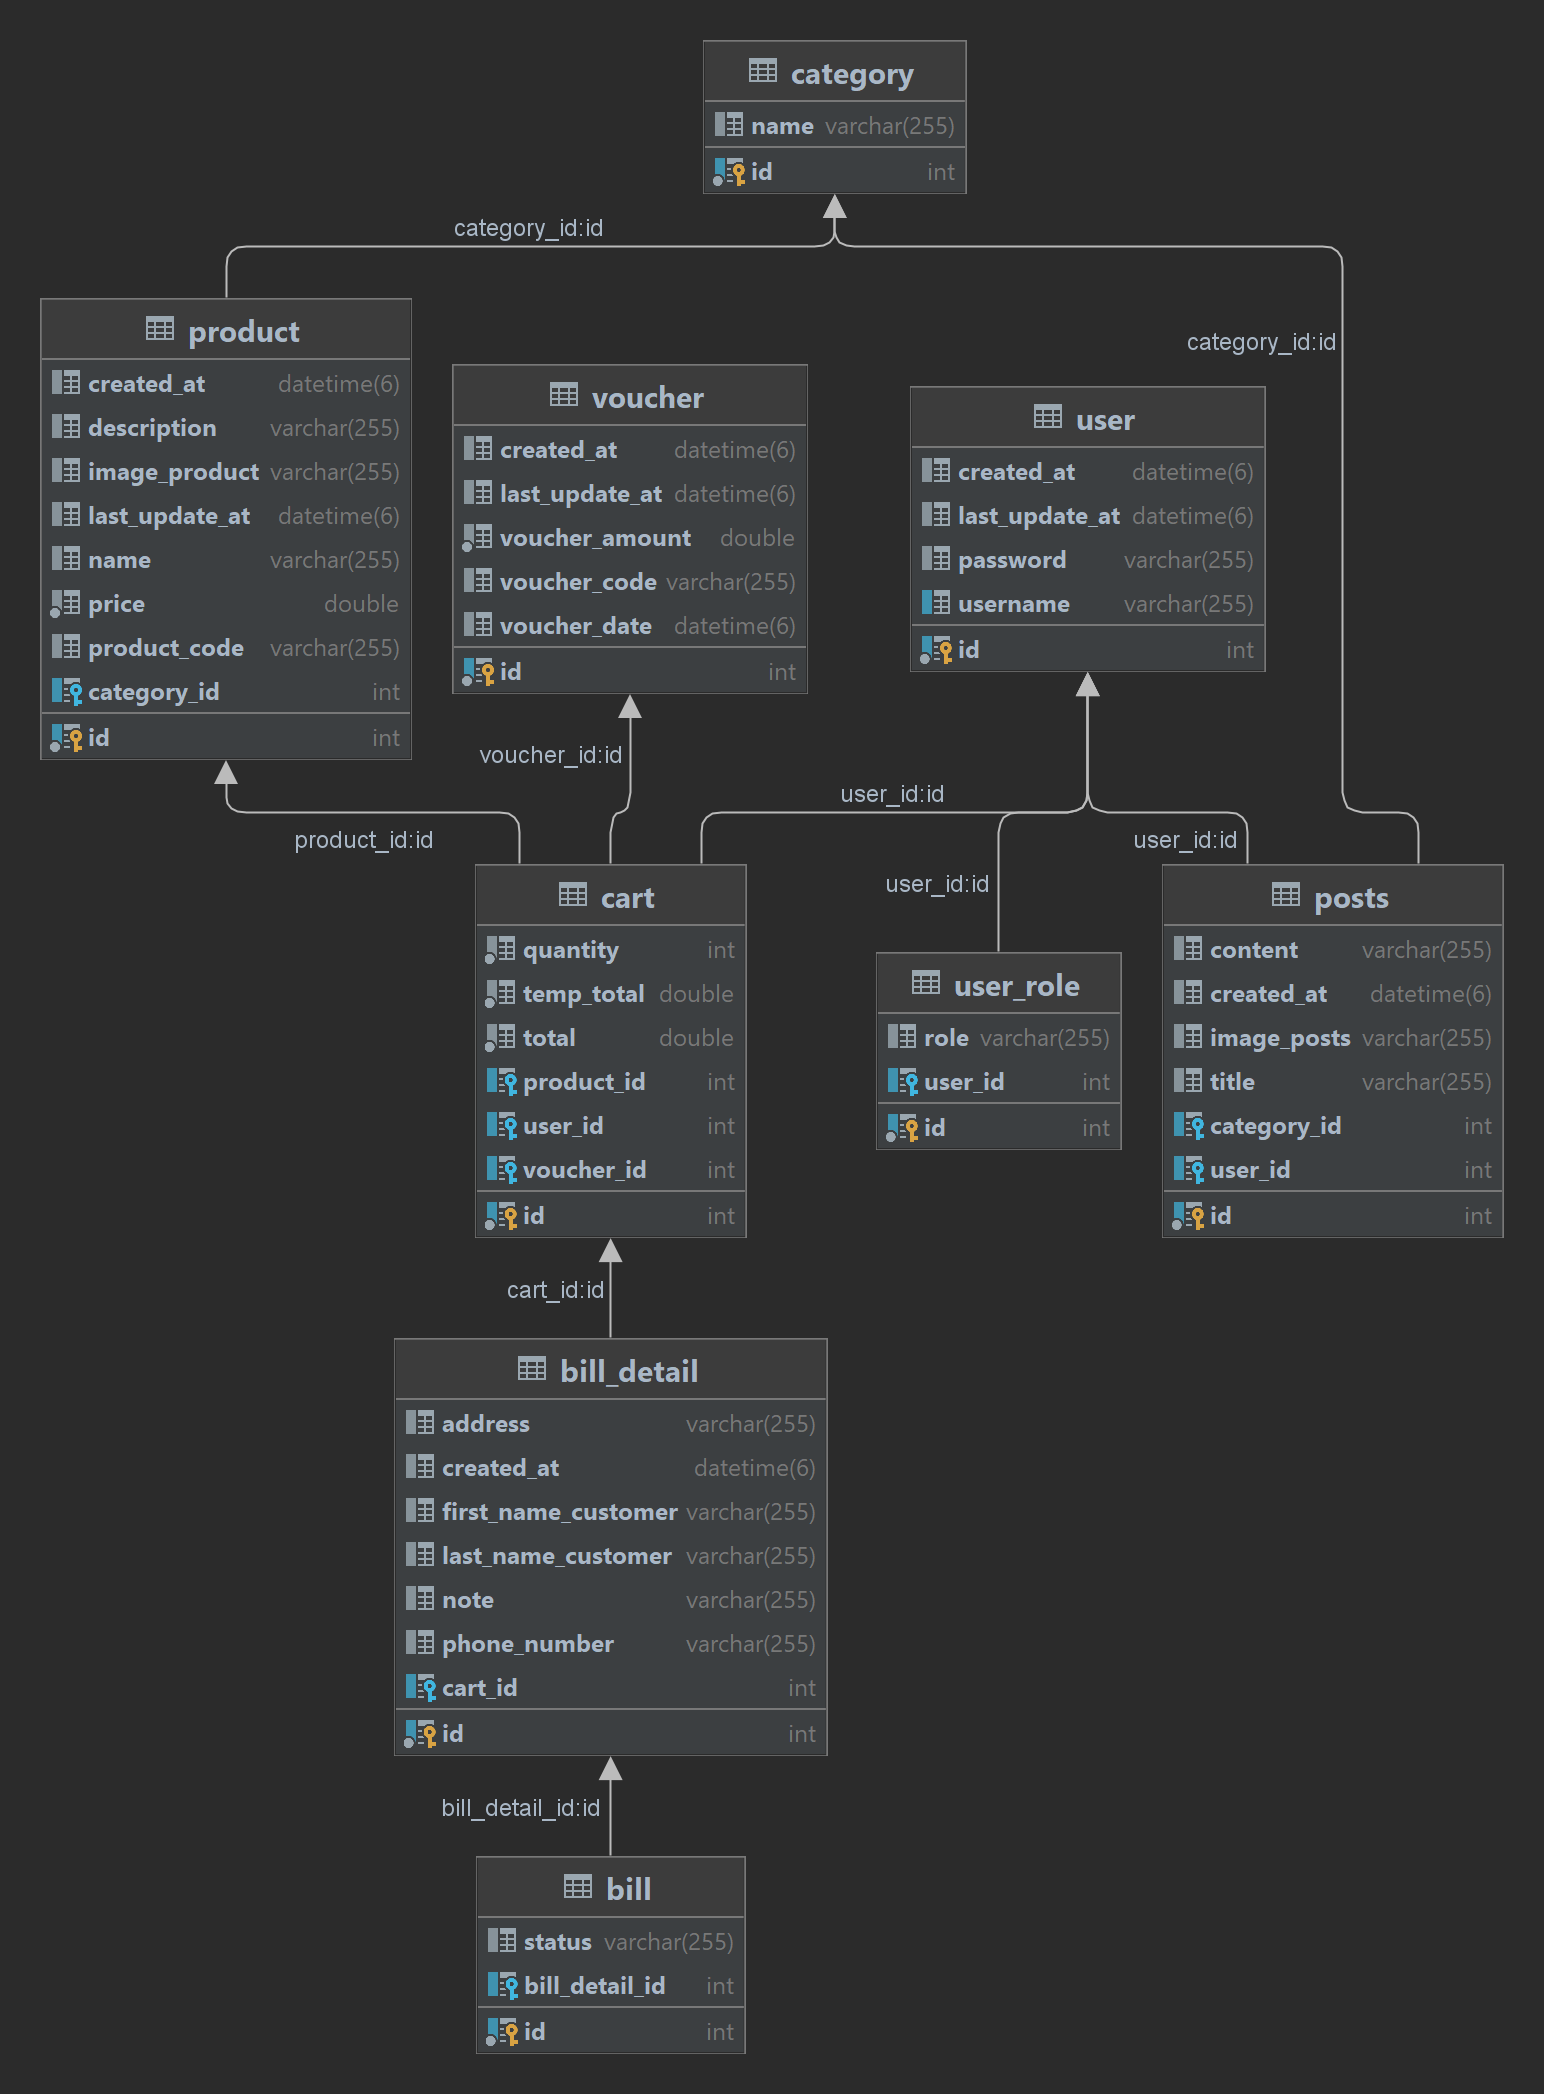 category
name varchar(255)
id int
category_id:id
category_id:id
product
created_at datetime(6)
description varchar(255)
image_product varchar(255)
last_update_at datetime(6)
name varchar(255)
price double
product_code varchar(255)
category_id int
id int
voucher
created_at datetime(6)
last_update_at datetime(6)
voucher_amount double
voucher_code varchar(255)
voucher_date datetime(6)
id int
user
created_at datetime(6)
last_update_at datetime(6)
password varchar(255)
username varchar(255)
id int
voucher_id:id
user_id:id
product_id:id
user_id:id
user_id:id
cart
quantity int
temp_total double
total double
product_id int
user_id int
voucher_id int
id int
user_role
role varchar(255)
user_id int
id int
posts
content varchar(255)
created_at datetime(6)
image_posts varchar(255)
title varchar(255)
category_id int
user_id int
id int
cart_id:id
bill_detail
address varchar(255)
created_at datetime(6)
first_name_customer varchar(255)
last_name_customer varchar(255)
note varchar(255)
phone_number varchar(255)
cart_id int
id int
bill_detail_id:id
bill
status varchar(255)
bill_detail_id int
id int